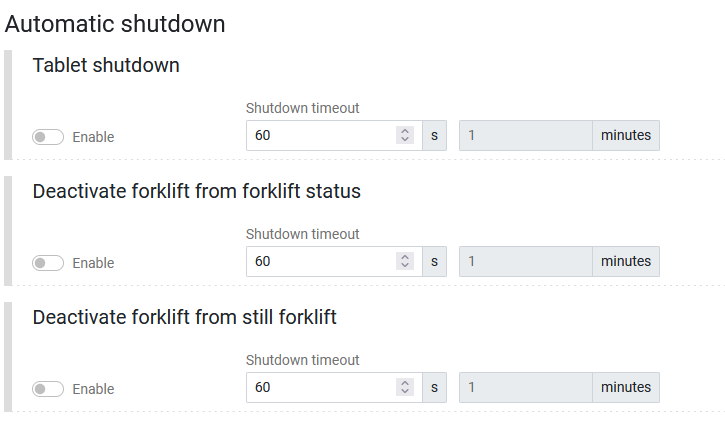 Automatic shutdown
Tablet shutdown
Shutdown timeout
Enable 60 s 1 minutes
Deactivate forklift from forklift status
Shutdown timeout
Enable 60 s 1 minutes
Deactivate forklift from still forklift
Shutdown timeout
Enable 60 s 1 minutes